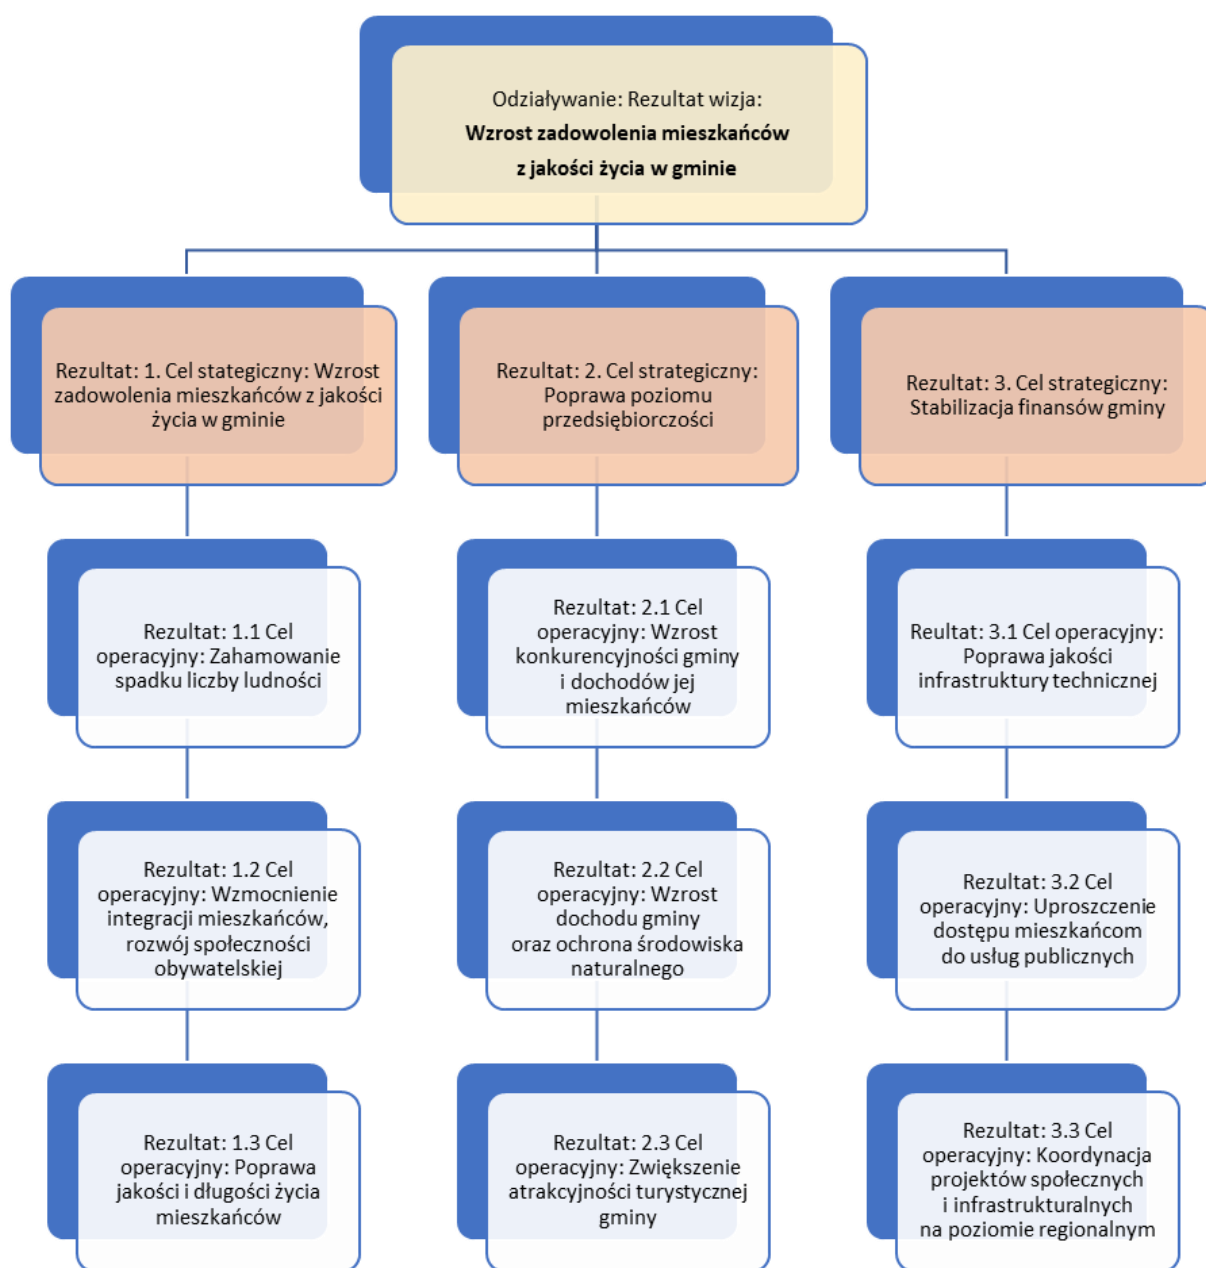 Odziaływanie: Rezultat wizja:
Wzrost zadowolenia mieszkańców
z jakości życia w gminie
Rezultat: 1. Cel stategiczny: Wzrost
zadowolenia mieszkańców z jakości
życia w gminie
Rezultat: 2. Cel strategiczny:
Poprawa poziomu
przedsiębiorczości
Rezultat: 3. Cel strategiczny:
Stabilizacja finansów gminy
Rezultat: 1.1 Cel
operacyjny: Zahamowanie
spadku liczby ludności
Rezultat: 2.1 Cel
operacyjny: Wzrost
konkurencyjności gminy
i dochodów jej
mieszkańców
Reultat: 3.1 Cel operacyjny:
Poprawa jakości
infrastruktury technicznej
Rezultat: 1.2 Cel
operacyjny: Wzmocnienie
integracji mieszkańców,
rozwój społeczności
obywatelskiej
Rezultat: 2.2 Cel
operacyjny: Wzrost
dochodu gminy
oraz ochrona środowiska
naturalnego
Rezultat: 3.2 Cel
operacyjny: Uproszczenie
dostępu mieszkańcom
do usług publicznych
Rezultat: 1.3 Cel
operacyjny: Poprawa
jakości i długości życia
mieszkańców
Rezultat: 2.3 Cel
operacyjny: Zwiększenie
atrakcyjności turystycznej
gminy
Rezultat: 3.3 Cel
operacyjny: Koordynacja
projektów społecznych
i infrastrukturalnych
na poziomie regionalnym